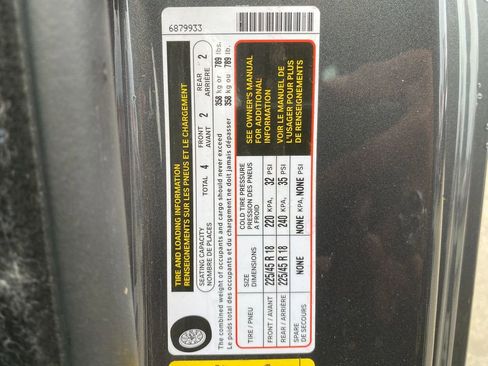 6879933
TIRE AND LOADING INFORMATION
RENSEIGNEMENTS SUR LES PNEUS ET LE CHARGEMENT
SEATING CAPACITY
NOMBRE DE PLACES
TOTAL 4
FRONT
AVANT 2
REAR
ARRIÈRE 2
The combined weight of occupants and cargo should never exceed 358 kg or 789 lbs.
Le poids total des occupants et du chargement ne doit jamais dépasser 358 kg ou 789 lb.
TIRE / PNEU
SIZE
DIMENSIONS
COLD TIRE PRESSURE
PRESSION DES PNEUS
A FROID
FRONT / AVANT 225/45 R 18 220 KPA, 32 PSI
REAR / ARRIÈRE 225/45 R 18 240 KPA, 35 PSI
SPARE
DE SECOURS NONE NONE KPA, NONE PSI
SEE OWNER'S MANUAL
FOR ADDITIONAL
INFORMATION
VOIR LE MANUEL DE
L'USAGER POUR PLUS
DE RENSEIGNEMENTS